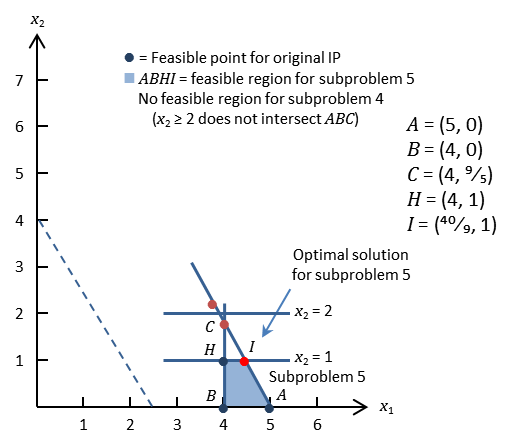 x₂
● = Feasible point for original IP
■ ABHI = feasible region for subproblem 5
No feasible region for subproblem 4
(x₂ ≥ 2 does not intersect ABC)
A = (5, 0)
B = (4, 0)
C = (4, ⁹⁄₅)
H = (4, 1)
I = (⁴⁰⁄₉, 1)
7
6
5
4
3
2
1
Optimal solution
for subproblem 5
x₂ = 2
C
H
I
x₂ = 1
Subproblem 5
B
A
x₁
1
2
3
4
5
6